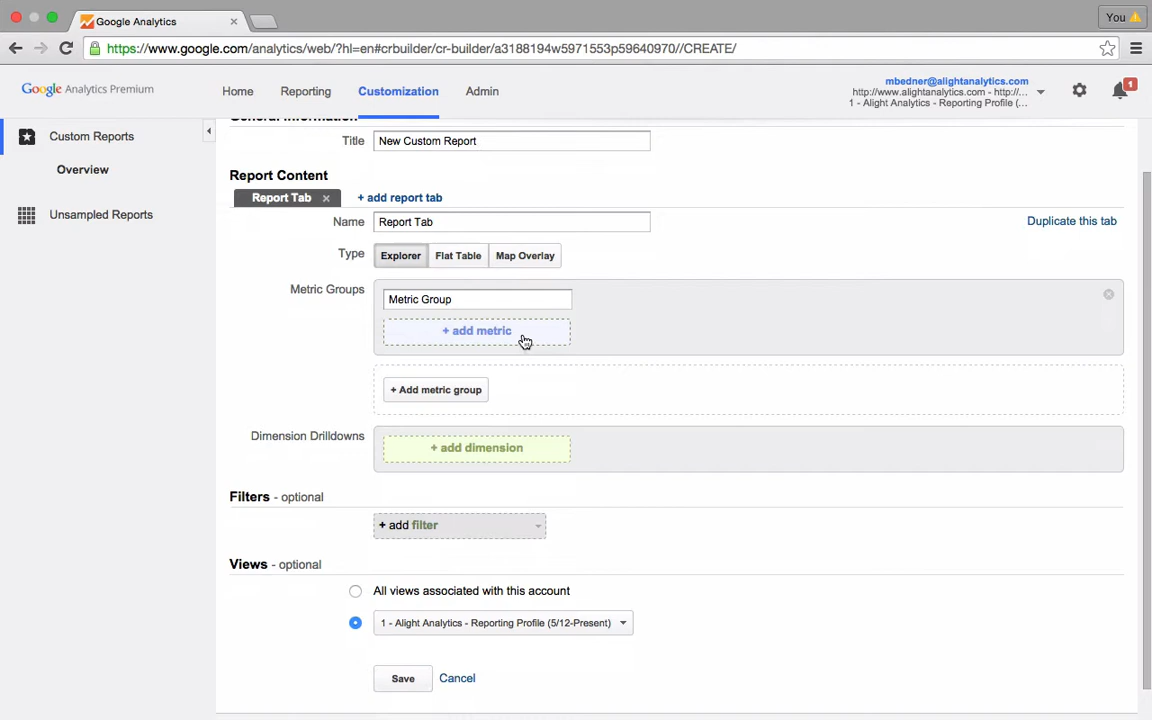 Google Analytics
You
https://www.google.com/analytics/web/?hl=en#crbuilder/cr-builder/a3188194w5971553p59640970//CREATE/
Google Analytics Premium
Home
Reporting
Customization
Admin
mbedner@alightanalytics.com
http://www.alightanalytics.com - http://...
1 - Alight Analytics - Reporting Profile (...
1
Custom Reports
Overview
Unsampled Reports
General Information
Title
New Custom Report
Report Content
Report Tab
+ add report tab
Name
Report Tab
Duplicate this tab
Type
Explorer
Flat Table
Map Overlay
Metric Groups
Metric Group
+ add metric
+ Add metric group
Dimension Drilldowns
+ add dimension
Filters - optional
+ add filter
Views - optional
All views associated with this account
1 - Alight Analytics - Reporting Profile (5/12-Present)
Save
Cancel